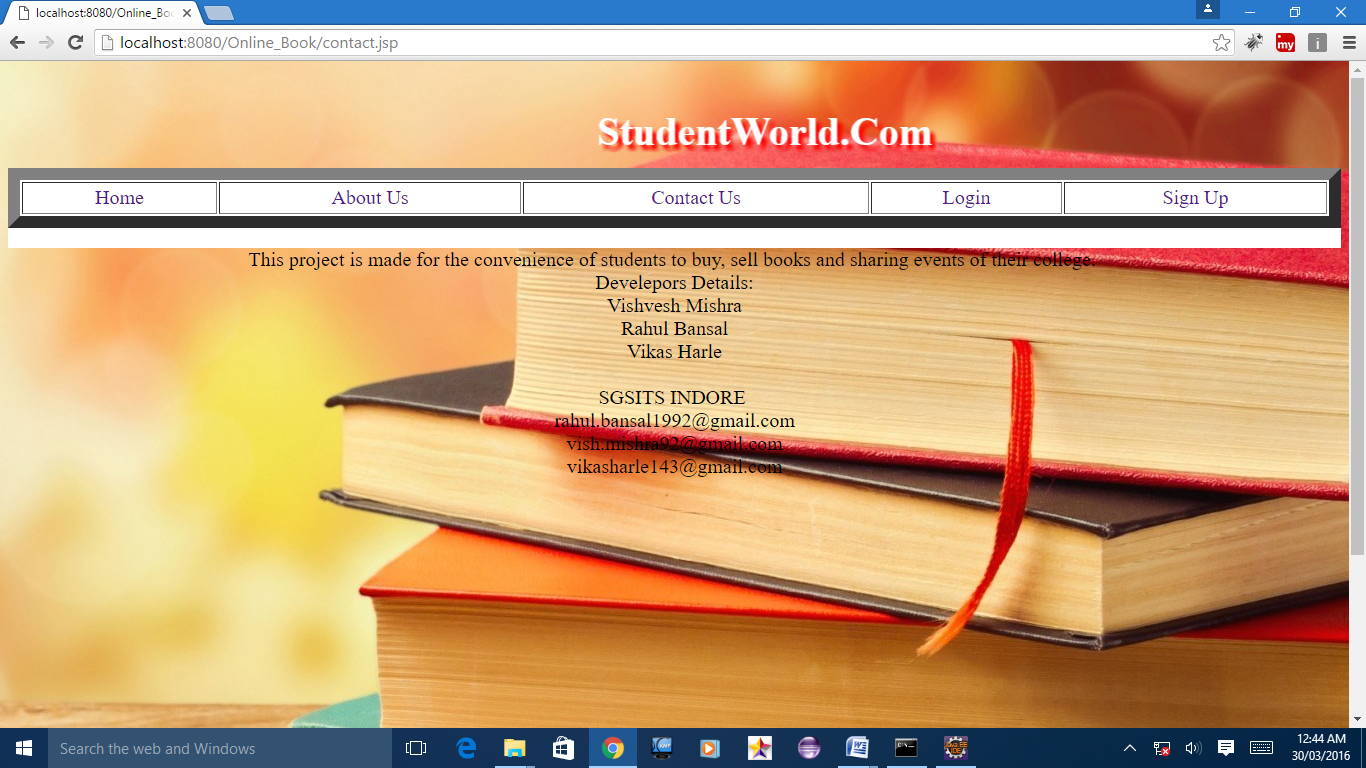 localhost:8080/Online_Bo
localhost:8080/Online_Book/contact.jsp
my
StudentWorld.Com
Home About Us Contact Us Login Sign Up
This project is made for the convenience of students to buy, sell books and sharing events of their college.
Develepors Details:
Vishvesh Mishra
Rahul Bansal
Vikas Harle
SGSITS INDORE
rahul.bansal1992@gmail.com
vish.mishra92@gmail.com
vikasharle143@gmail.com
Search the web and Windows
12:44 AM
30/03/2016